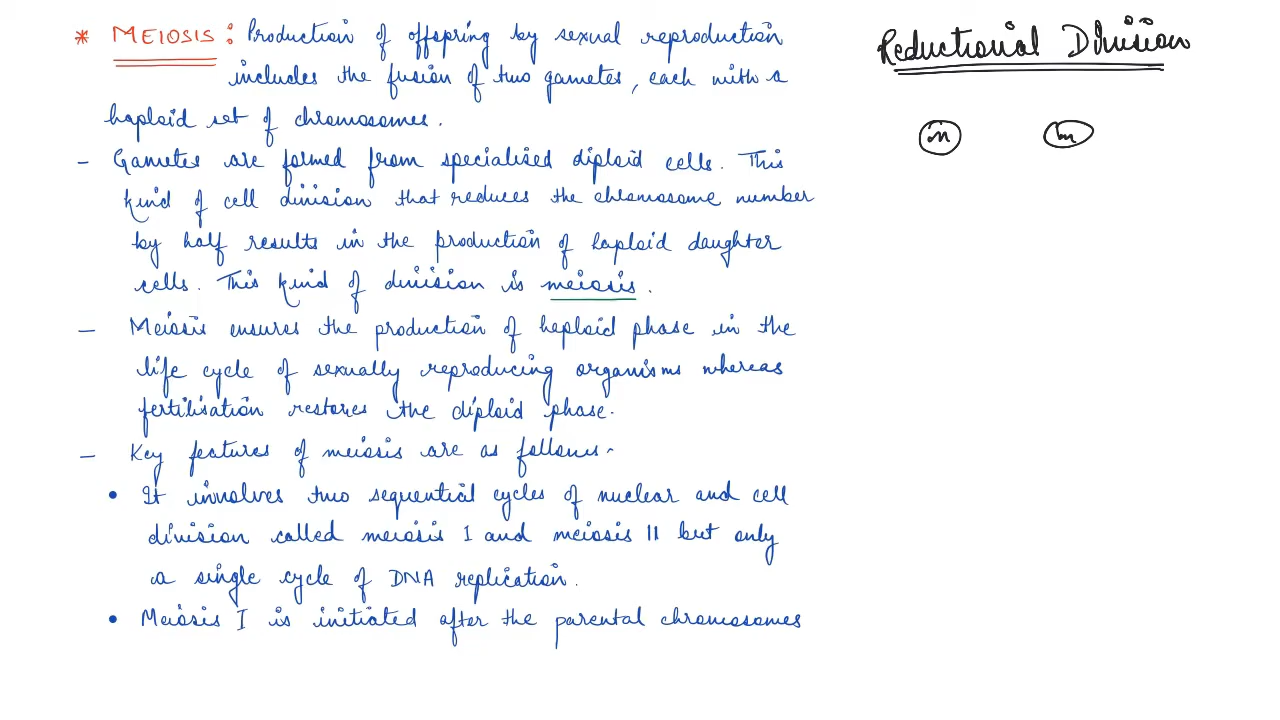 * MEIOSIS : Production of offspring by sexual reproduction
includes the fusion of two gametes, each with a
haploid set of chromosomes.
- Gametes are formed from specialised diploid cells. This
kind of cell division that reduces the chromosome number
by half results in the production of haploid daughter
cells. This kind of division is meiosis.
- Meiosis ensures the production of haploid phase in the
life cycle of sexually reproducing organisms whereas
fertilisation restores the diploid phase.
- Key features of meiosis are as follows -
• It involves two sequential cycles of nuclear and cell
division called meiosis I and meiosis II but only
a single cycle of DNA replication.
• Meiosis I is initiated after the parental chromosomes
Reductional Division